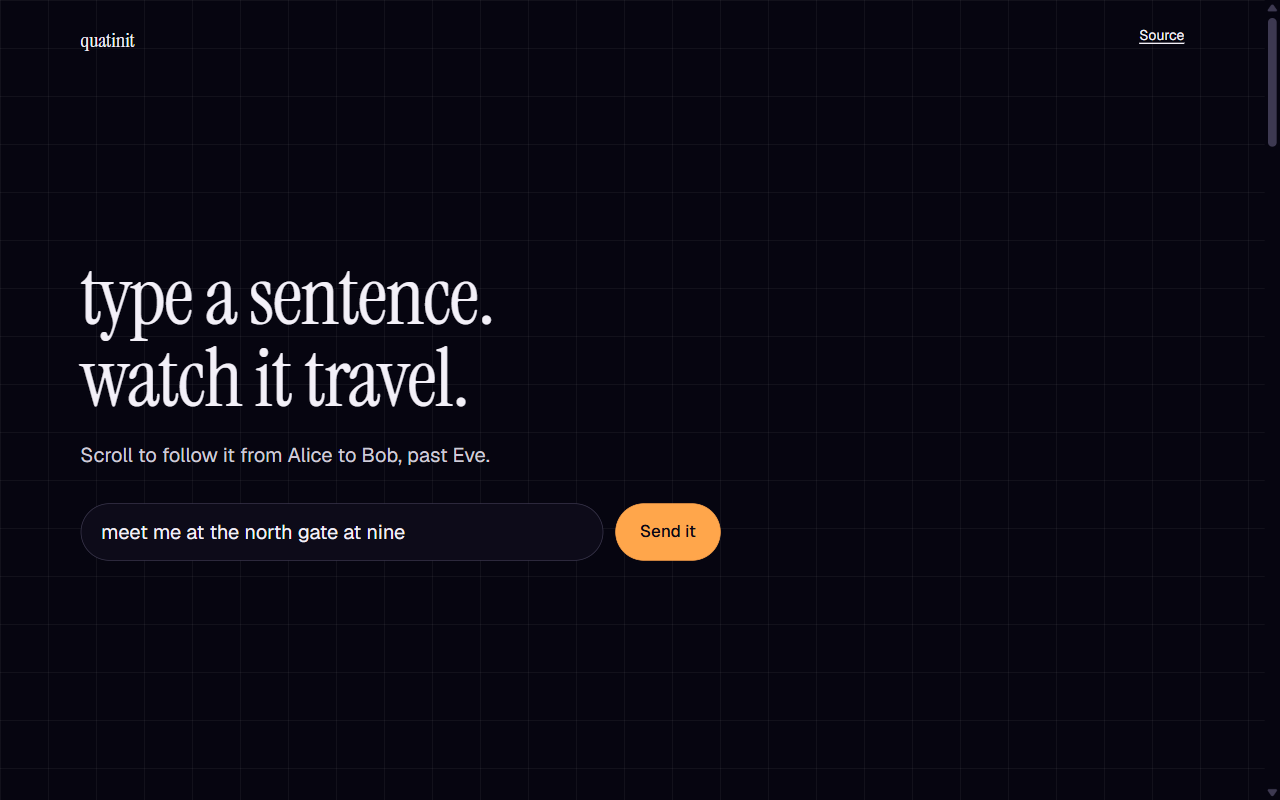 quatinit
Source
type a sentence.
watch it travel.
Scroll to follow it from Alice to Bob, past Eve.
meet me at the north gate at nine
Send it